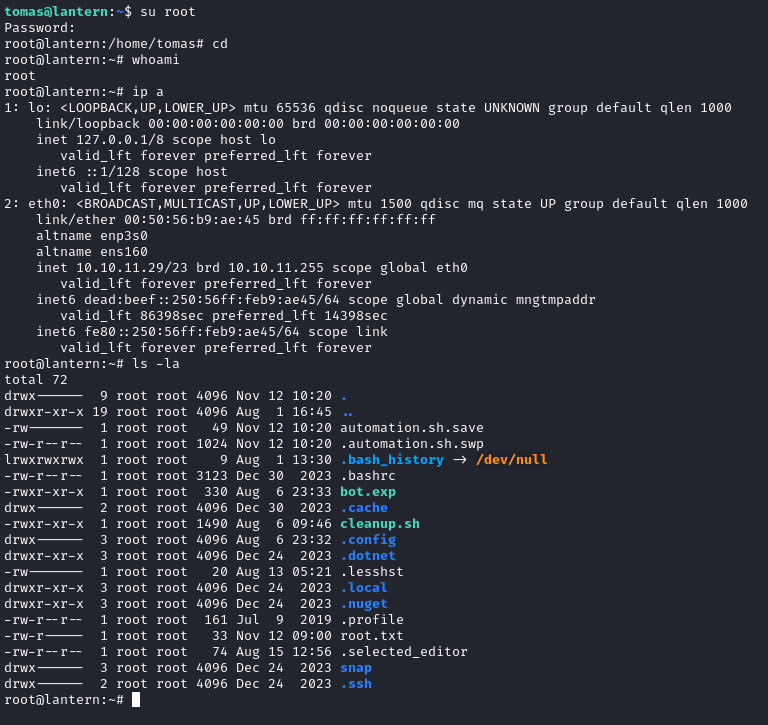 tomas@lantern:~$ su root
Password:
root@lantern:/home/tomas# cd
root@lantern:~# whoami
root
root@lantern:~# ip a
1: lo: <LOOPBACK,UP,LOWER_UP> mtu 65536 qdisc noqueue state UNKNOWN group default qlen 1000
    link/loopback 00:00:00:00:00:00 brd 00:00:00:00:00:00
    inet 127.0.0.1/8 scope host lo
       valid_lft forever preferred_lft forever
    inet6 ::1/128 scope host
       valid_lft forever preferred_lft forever
2: eth0: <BROADCAST,MULTICAST,UP,LOWER_UP> mtu 1500 qdisc mq state UP group default qlen 1000
    link/ether 00:50:56:b9:ae:45 brd ff:ff:ff:ff:ff:ff
    altname enp3s0
    altname ens160
    inet 10.10.11.29/23 brd 10.10.11.255 scope global eth0
       valid_lft forever preferred_lft forever
    inet6 dead:beef::250:56ff:feb9:ae45/64 scope global dynamic mngtmpaddr
       valid_lft 86398sec preferred_lft 14398sec
    inet6 fe80::250:56ff:feb9:ae45/64 scope link
       valid_lft forever preferred_lft forever
root@lantern:~# ls -la
total 72
drwx------  9 root root 4096 Nov 12 10:20 .
drwxr-xr-x 19 root root 4096 Aug  1 16:45 ..
-rw-------  1 root root   49 Nov 12 10:20 automation.sh.save
-rw-r--r--  1 root root 1024 Nov 12 10:20 .automation.sh.swp
lrwxrwxrwx  1 root root    9 Aug  1 13:30 .bash_history -> /dev/null
-rw-r--r--  1 root root 3123 Dec 30  2023 .bashrc
-rwxr-xr-x  1 root root  330 Aug  6 23:33 bot.exp
drwx------  2 root root 4096 Dec 30  2023 .cache
-rwxr-xr-x  1 root root 1490 Aug  6 09:46 cleanup.sh
drwx------  3 root root 4096 Aug  6 23:32 .config
drwxr-xr-x  3 root root 4096 Dec 24  2023 .dotnet
-rw-------  1 root root   20 Aug 13 05:21 .lesshst
drwxr-xr-x  3 root root 4096 Dec 24  2023 .local
drwxr-xr-x  3 root root 4096 Dec 24  2023 .nuget
-rw-r--r--  1 root root  161 Jul  9  2019 .profile
-rw-r-----  1 root root   33 Nov 12 09:00 root.txt
-rw-r--r--  1 root root   74 Aug 15 12:56 .selected_editor
drwx------  3 root root 4096 Dec 24  2023 snap
drwx------  2 root root 4096 Dec 24  2023 .ssh
root@lantern:~#